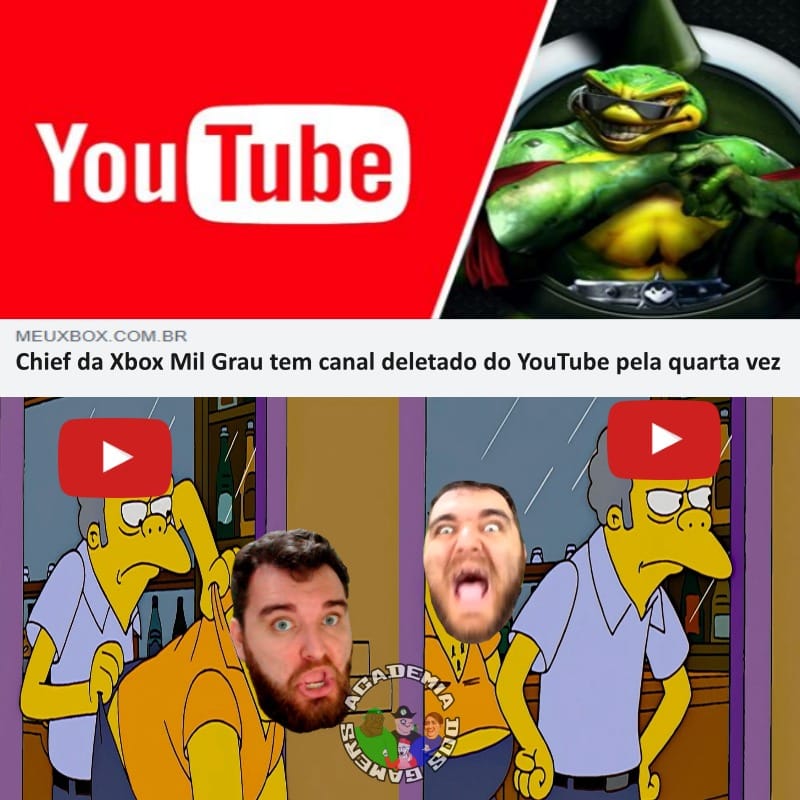 YouTube
MEUXBOX.COM.BR
Chief da Xbox Mil Grau tem canal deletado do YouTube pela quarta vez
ACADEMIA DOS GAMERS